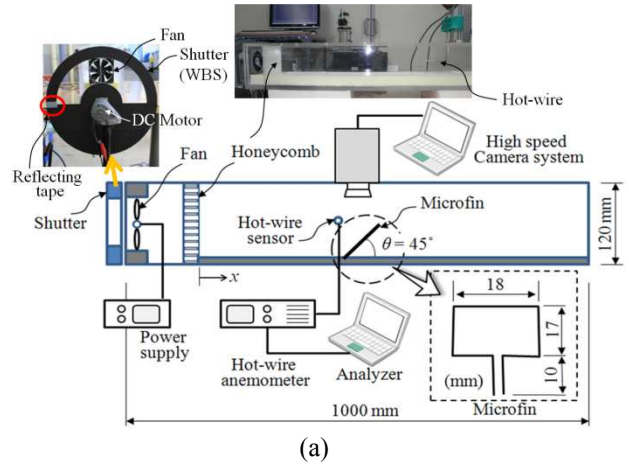 Fan
Shutter
(WBS)
DC Motor
Reflecting
tape
Hot-wire
High speed
Camera system
Fan
Honeycomb
Shutter
Hot-wire
sensor
Microfin
θ = 45˚
120 mm
x
Power
supply
Hot-wire
anemometer
Analyzer
18
17
10
(mm)
Microfin
1000 mm
(a)